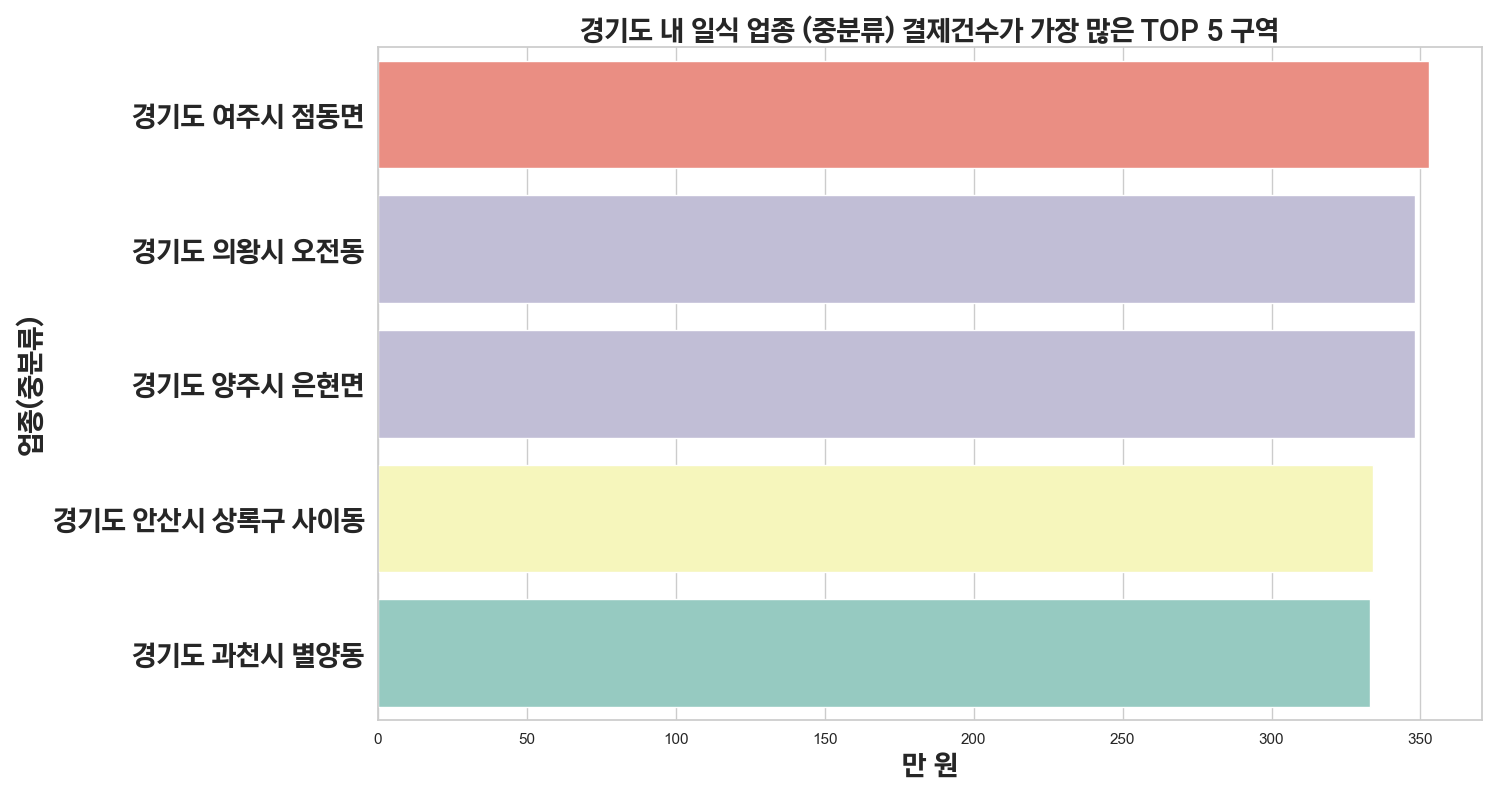 경기도 내 일식 업종 (중분류) 결제건수가 가장 많은 TOP 5 구역
업종(중분류)
경기도 여주시 점동면
경기도 의왕시 오전동
경기도 양주시 은현면
경기도 안산시 상록구 사이동
경기도 과천시 별양동
0 50 100 150 200 250 300 350
만 원